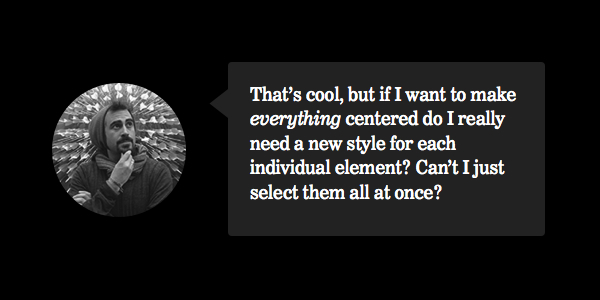 That’s cool, but if I want to make
everything centered do I really
need a new style for each
individual element? Can’t I just
select them all at once?